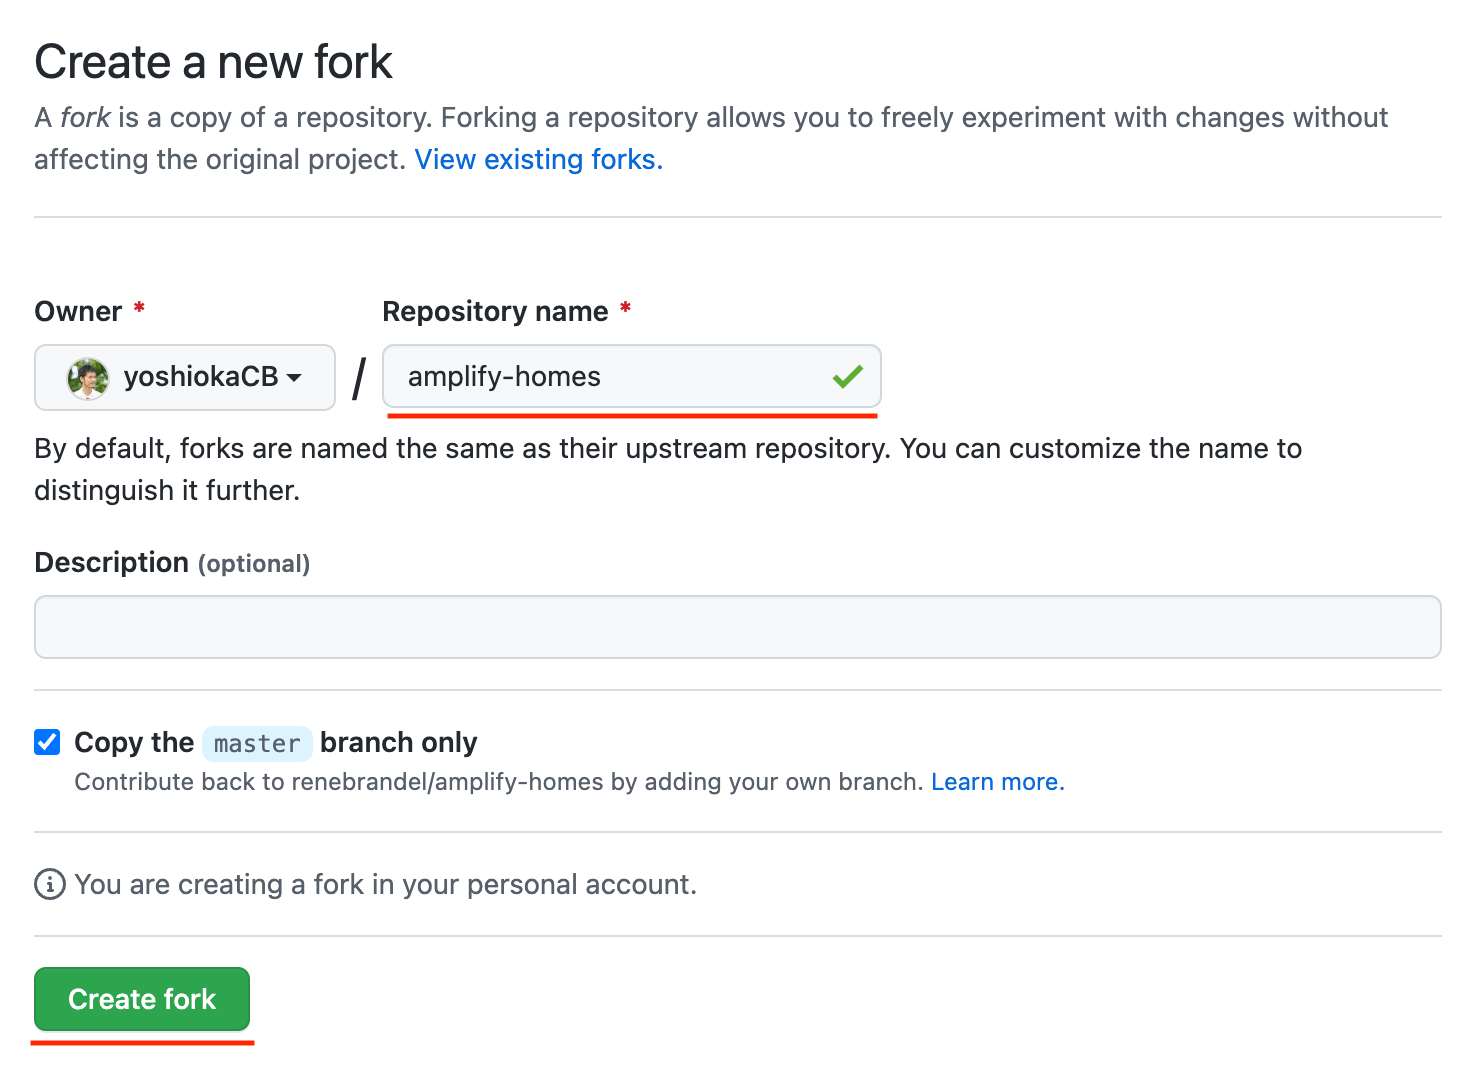 Create a new fork
A fork is a copy of a repository. Forking a repository allows you to freely experiment with changes without
affecting the original project. View existing forks.
Owner *
Repository name *
yoshiokaCB
/
amplify-homes
By default, forks are named the same as their upstream repository. You can customize the name to
distinguish it further.
Description (optional)
Copy the master branch only
Contribute back to renebrandel/amplify-homes by adding your own branch. Learn more.
You are creating a fork in your personal account.
Create fork